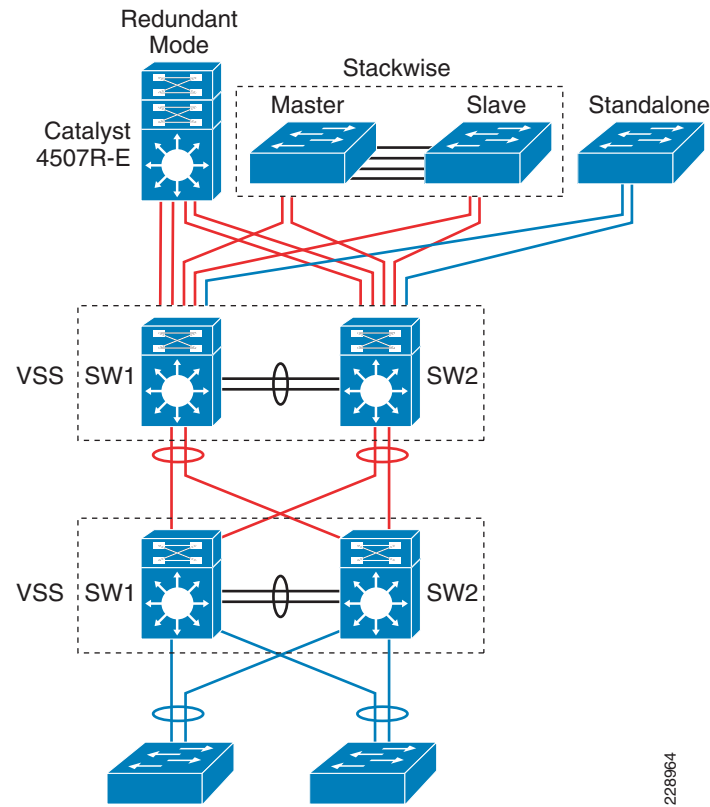 Redundant
Mode
Stackwise
Master
Slave
Standalone
Catalyst
4507R-E
VSS
SW1
SW2
VSS
SW1
SW2
228964